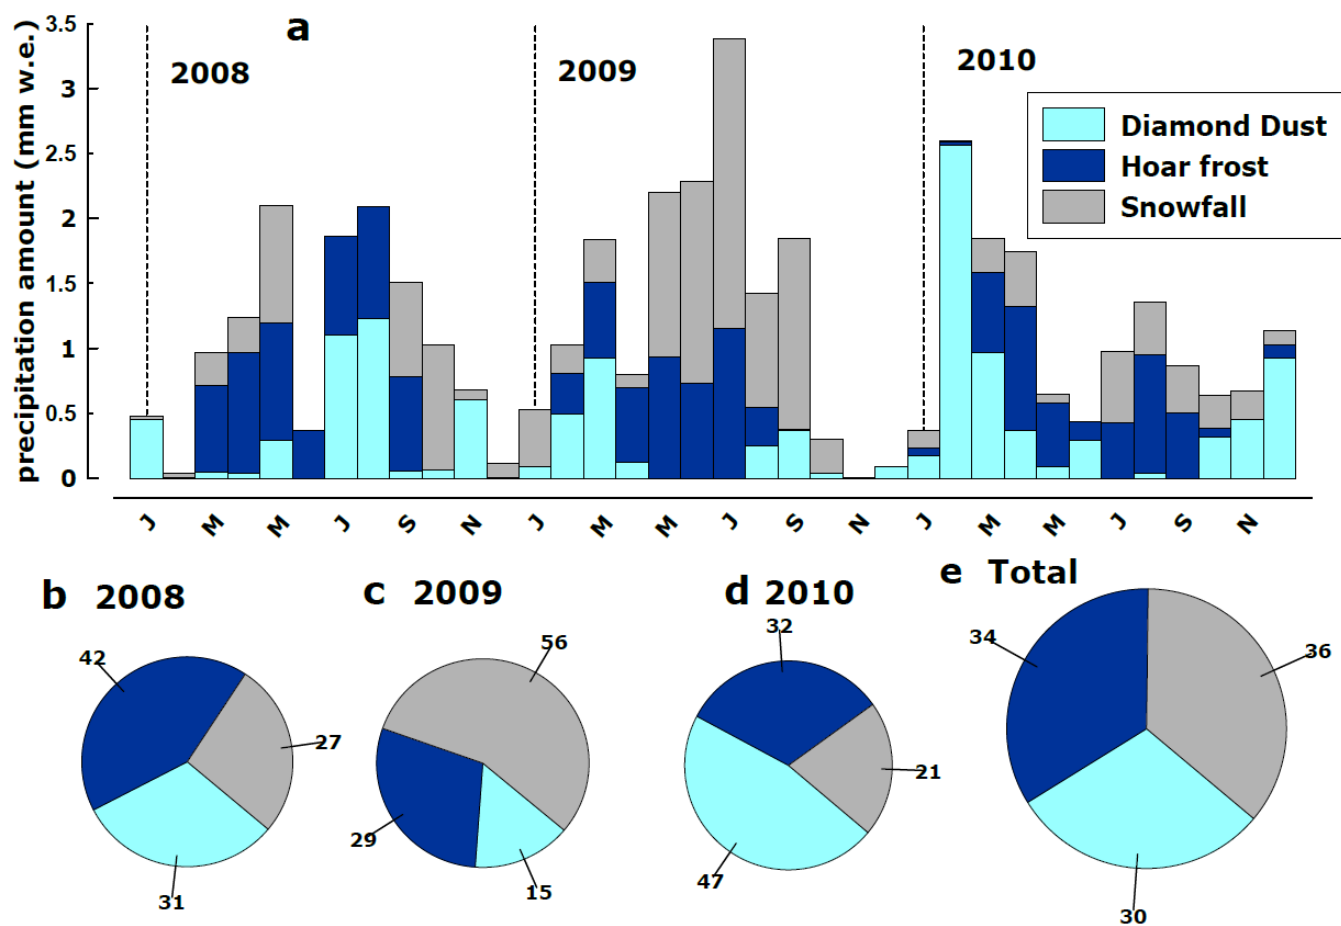 a
3.5
3
2.5
2
1.5
1
0.5
0
precipitation amount (mm w.e.)
2008
2009
2010
Diamond Dust
Hoar frost
Snowfall
J M M J S N J M M J S N J M M J S N
b 2008
42
27
31
c 2009
56
29
15
d 2010
32
21
47
e Total
34
36
30